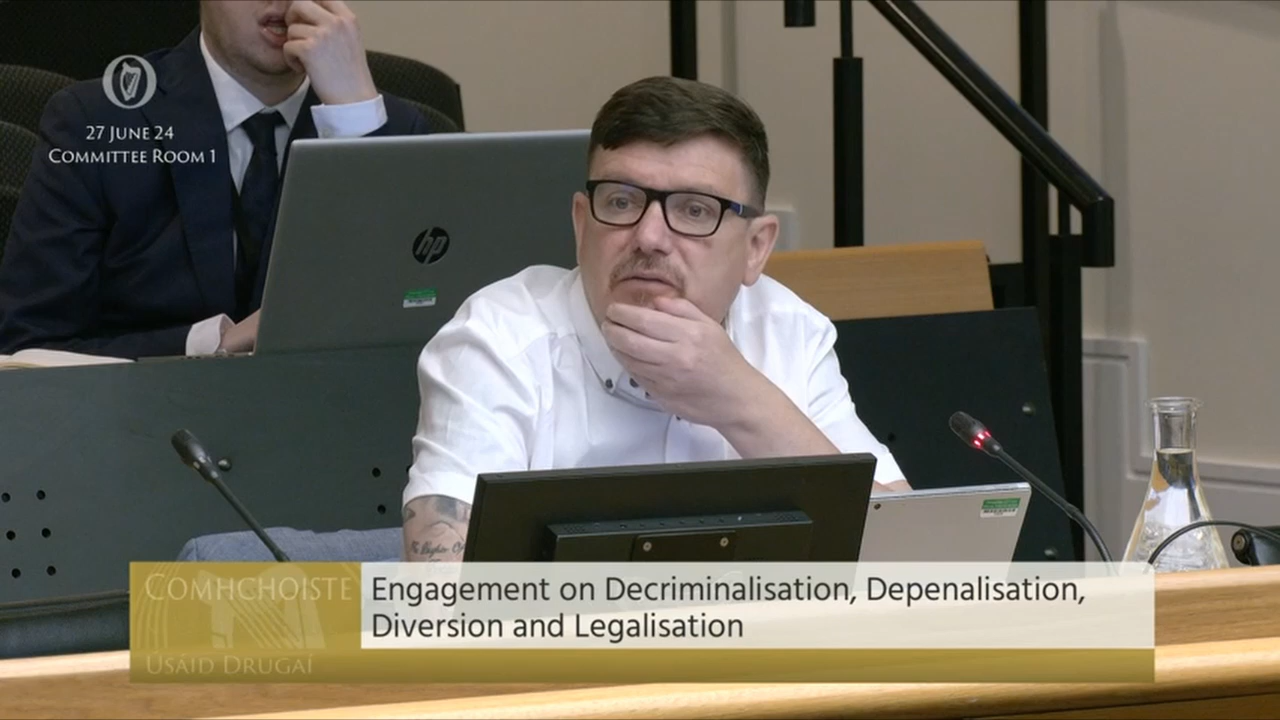 27 June 24
Committee Room 1
hp
Comhchoiste
Engagement on Decriminalisation, Depenalisation,
Diversion and Legalisation
Úsáid Drugaí